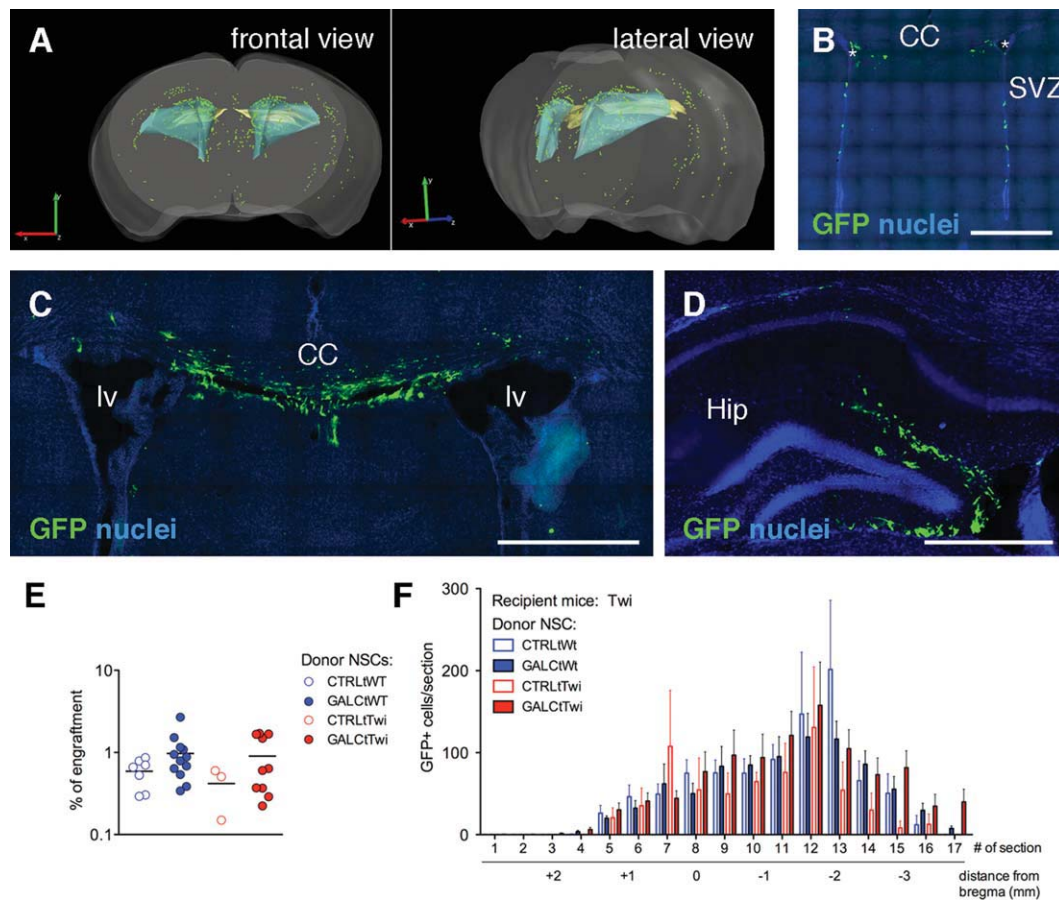 A
frontal view
lateral view
y
x
z
y
x
z
B
CC
*
*
SVZ
GFP nuclei
C
CC
lv
lv
GFP nuclei
D
Hip
GFP nuclei
E
% of engraftment
10
1
0.1
Donor NSCs:
CTRLtWT
GALCtWT
CTRLtTwi
GALCtTwi
F
GFP+ cells/section
300
200
100
0
Recipient mice: Twi
Donor NSC:
CTRLtWt
GALCtWt
CTRLtTwi
GALCtTwi
1 2 3 4 5 6 7 8 9 10 11 12 13 14 15 16 17 # of section
+2 +1 0 -1 -2 -3 distance from
bregma (mm)